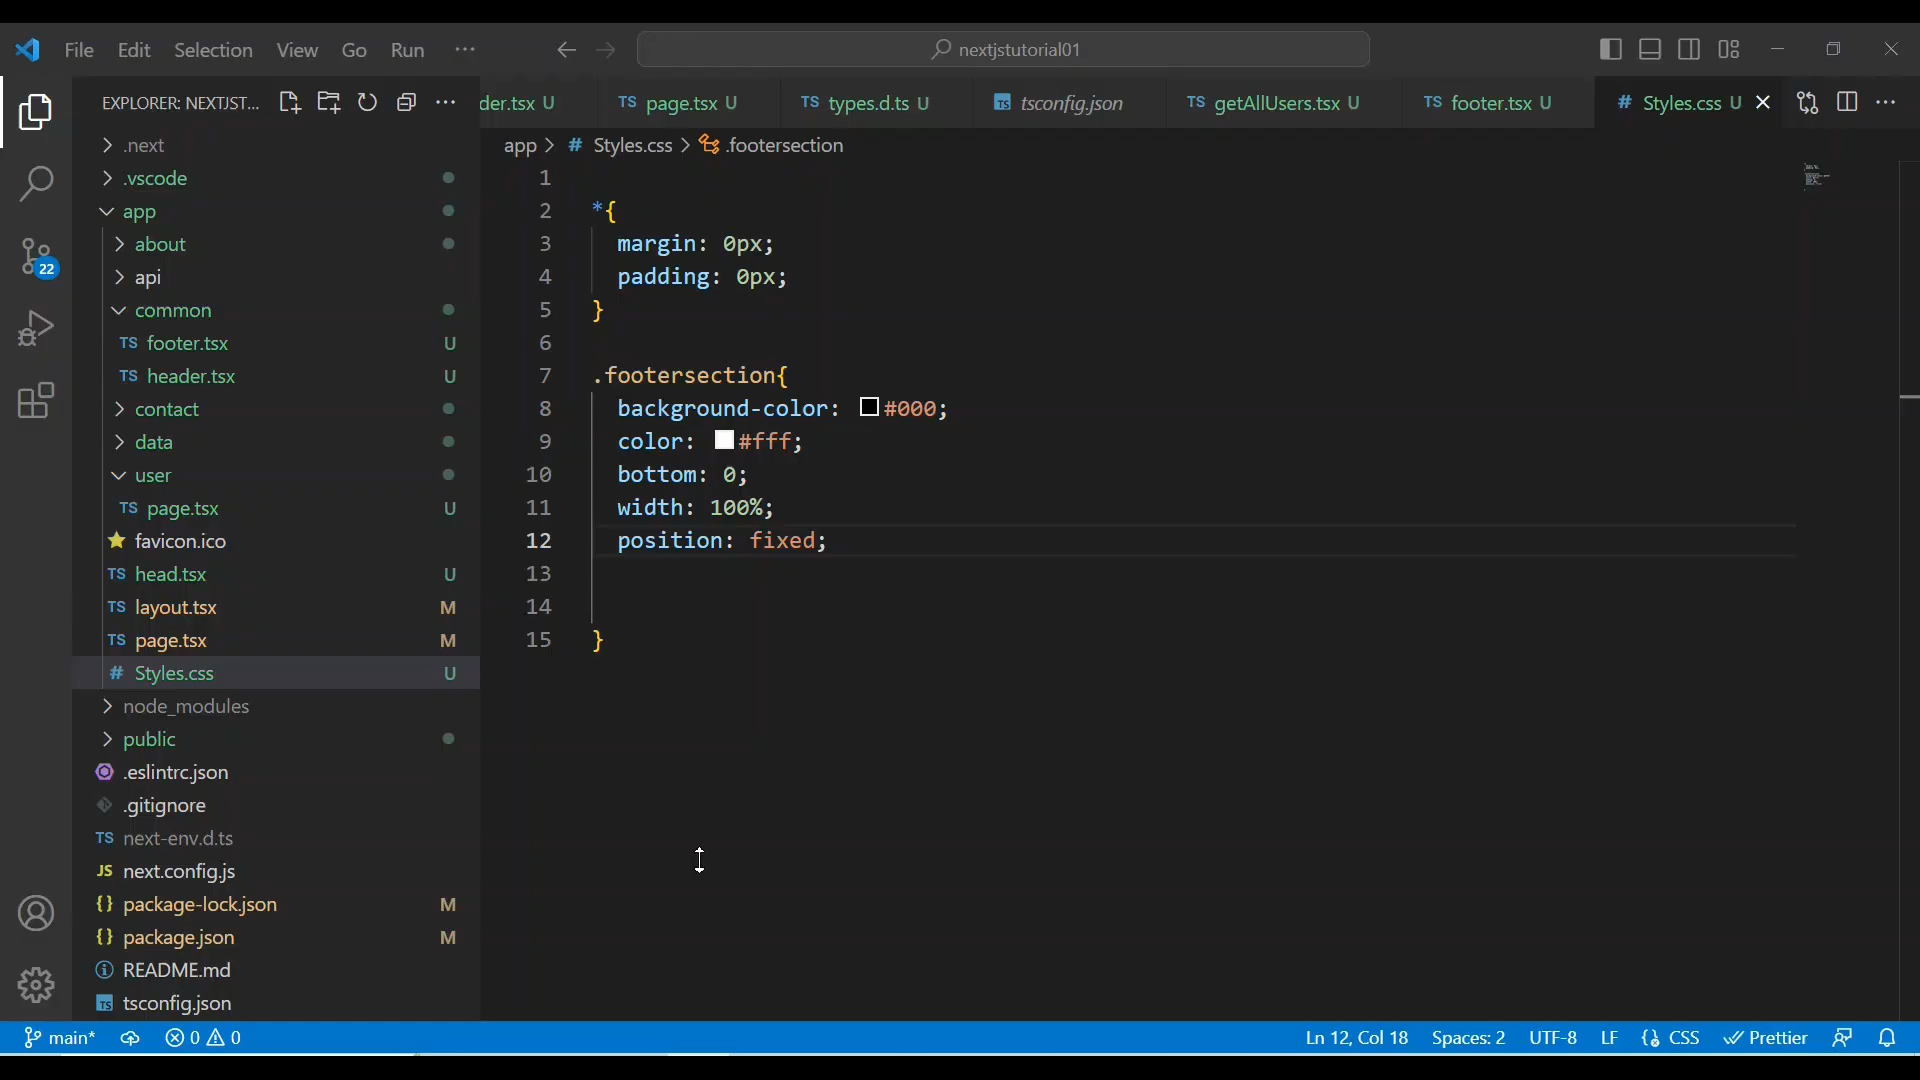 File Edit Selection View Go Run ··· nextjstutorial01
EXPLORER: NEXTJST...
der.tsx U TS page.tsx U TS types.d.ts U TS tsconfig.json TS getAllUsers.tsx U TS footer.tsx U # Styles.css U
app > # Styles.css > .footersection
.next
.vscode
app
about
api
common
TS footer.tsx U
TS header.tsx U
contact
data
user
TS page.tsx U
favicon.ico
TS head.tsx U
TS layout.tsx M
TS page.tsx M
# Styles.css U
node_modules
public
.eslintrc.json
.gitignore
TS next-env.d.ts
JS next.config.js
{} package-lock.json M
{} package.json M
README.md
TS tsconfig.json
22
1
2 *{
3 margin: 0px;
4 padding: 0px;
5 }
6
7 .footersection{
8 background-color: #000;
9 color: #fff;
10 bottom: 0;
11 width: 100%;
12 position: fixed;
13
14
15 }
main* 0 0 Ln 12, Col 18 Spaces: 2 UTF-8 LF CSS Prettier